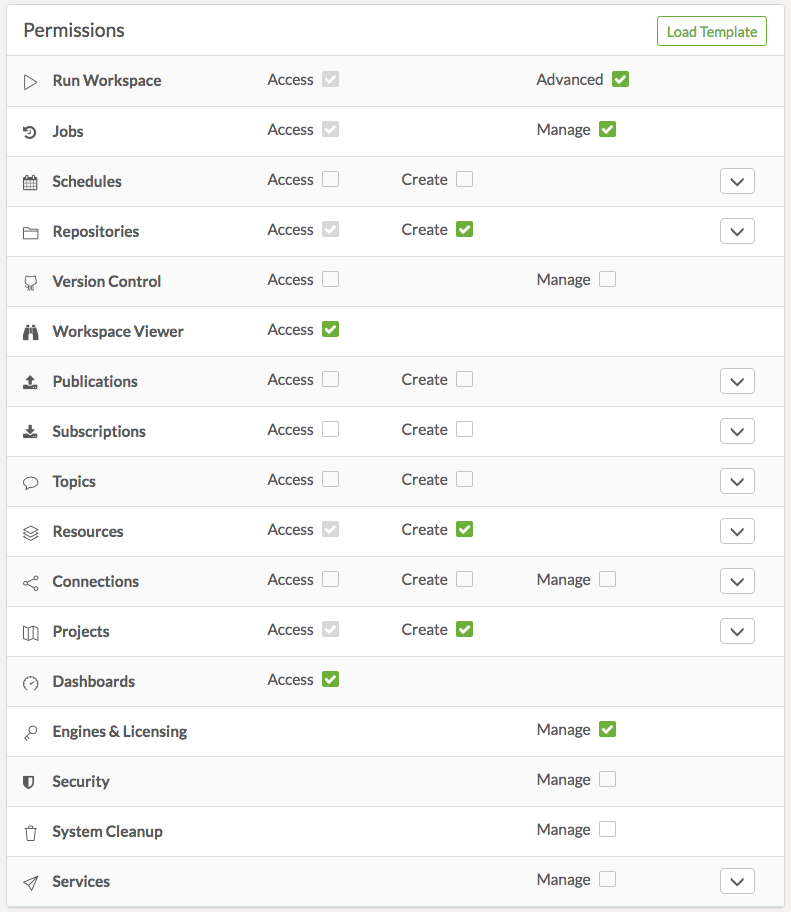 Permissions Load Template
Run Workspace Access Advanced
Jobs Access Manage
Schedules Access Create
Repositories Access Create
Version Control Access Manage
Workspace Viewer Access
Publications Access Create
Subscriptions Access Create
Topics Access Create
Resources Access Create
Connections Access Create Manage
Projects Access Create
Dashboards Access
Engines & Licensing Manage
Security Manage
System Cleanup Manage
Services Manage